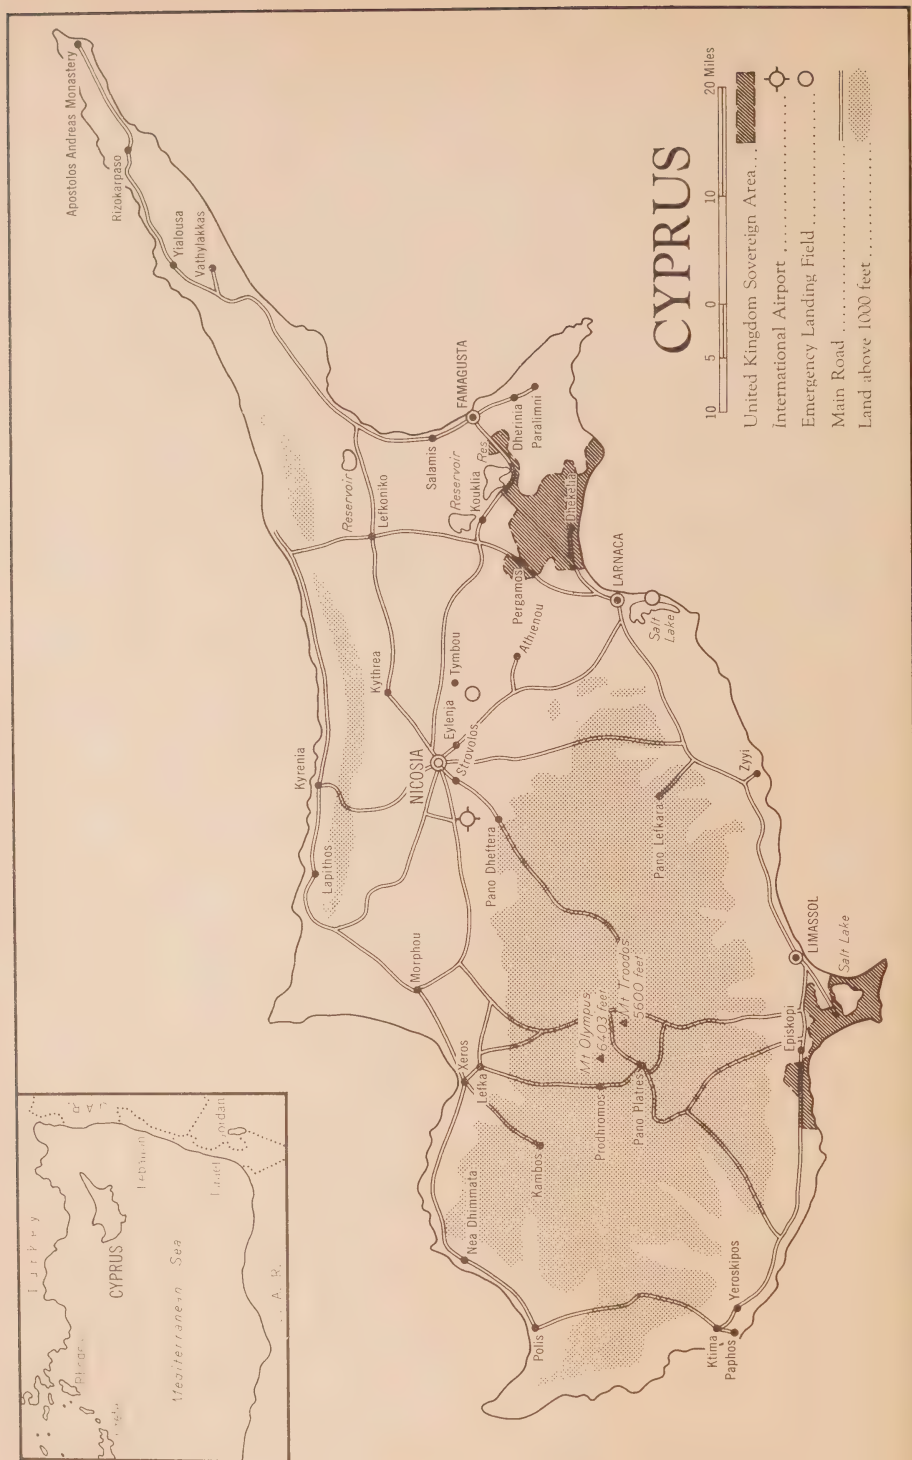 CYPRUS
10 5 0 10 20 Miles
United Kingdom Sovereign Area...
International Airport
Emergency Landing Field
Main Road
Land above 1000 feet
Apostolos Andreas Monastery
Rizokarpaso
Yialousa
Vathylakkas
FAMAGUSTA
Salamis
Dherinia
Paralimni
Reservoir
Lefkoniko
Reservoir
Kouklia
Res.
Dhekelia
Pergamos
LARNACA
Salt
Lake
Athienou
Tymbou
Kythrea
Eylenja
Strovolos
NICOSIA
Kyrenia
Lapithos
Pano Dheftera
Pano Lefkara
Zyyi
Morphou
Mt Olympus
6403 feet
Mt Troodos
5600 feet
LIMASSOL
Salt Lake
Episkopi
Xeros
Lefka
Kambos
Prodhromos
Pano Platres
Nea Dhimmata
Polis
Ktima
Paphos
Yeroskipos
Turkey
CYPRUS
Mediterranean Sea
Lebanon
Israel
Jordan